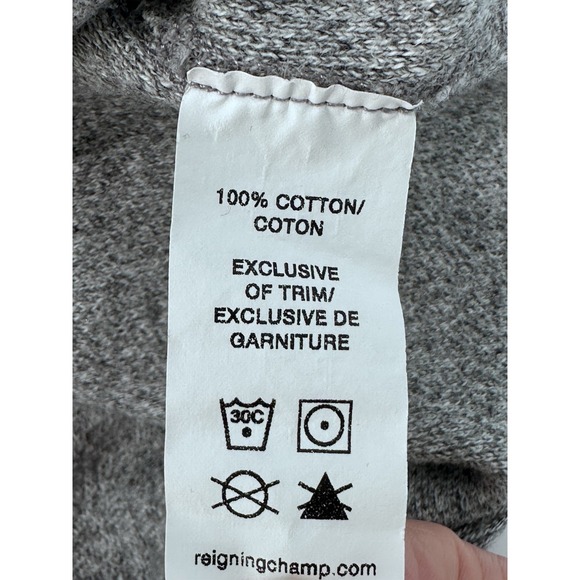 100% COTTON/
COTON
EXCLUSIVE
OF TRIM/
EXCLUSIVE DE
GARNITURE
30C
reigningchamp.com